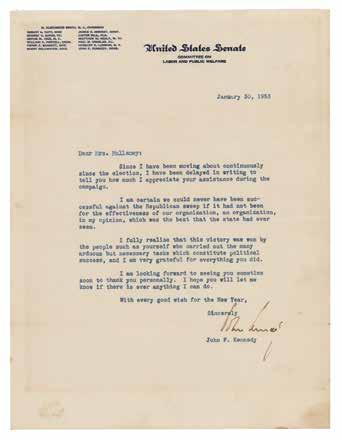 H. ALEXANDER SMITH, N. J., CHAIRMAN
United States Senate
COMMITTEE ON
LABOR AND PUBLIC WELFARE
January 30, 1953
Dear Mrs. Mullaney:
Since I have been moving about continuously
since the election, I have been delayed in writing to
tell you how much I appreciate your assistance during the
campaign.
I am certain we could never have been suc-
cessful against the Republican sweep if it had not been
for the effectiveness of our organization, an organization,
in my opinion, which was the best that the state had ever
seen.
I fully realize that this victory was won by
the people such as yourself who carried out the many
arduous but necessary tasks which constitute political
success, and I am very grateful for everything you did.
I am looking forward to seeing you sometime
soon to thank you personally. I hope you will let me
know if there is ever anything I can do.
With every good wish for the New Year,
Sincerely
John F. Kennedy